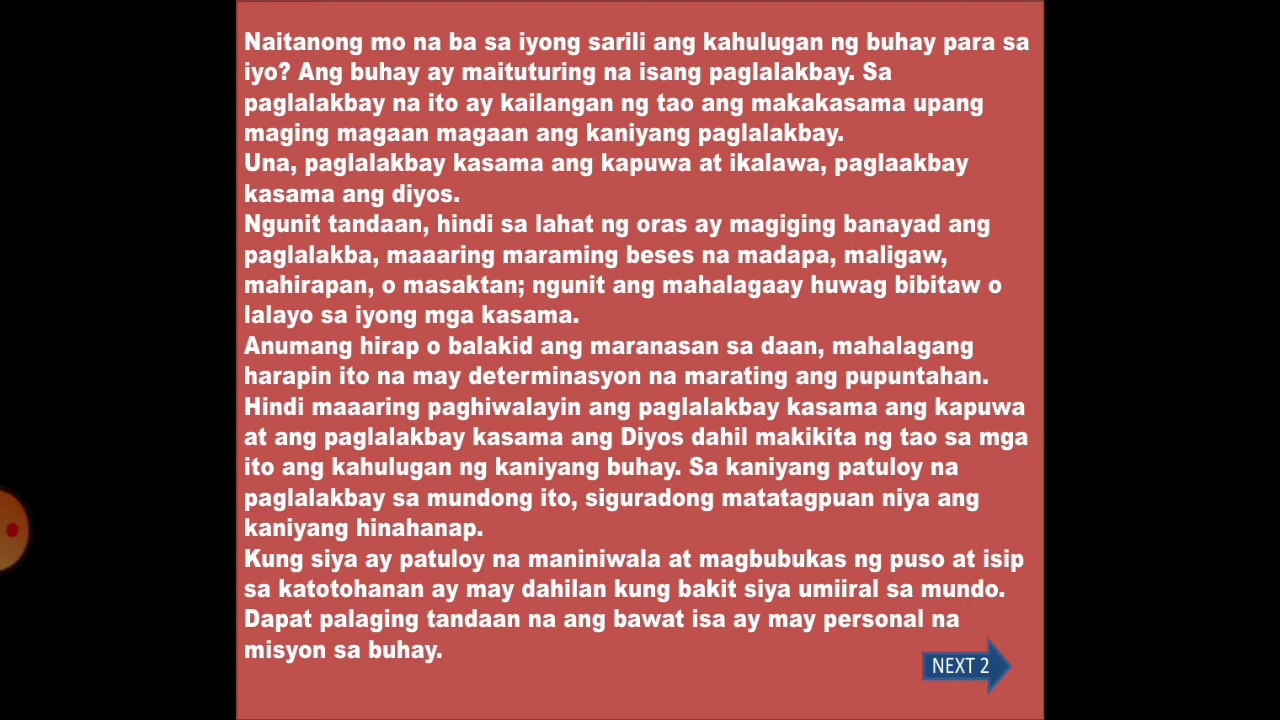 Naitanong mo na ba sa iyong sarili ang kahulugan ng buhay para sa
iyo? Ang buhay ay maituturing na isang paglalakbay. Sa
paglalakbay na ito ay kailangan ng tao ang makakasama upang
maging magaan magaan ang kaniyang paglalakbay.
Una, paglalakbay kasama ang kapuwa at ikalawa, paglaakbay
kasama ang diyos.
Ngunit tandaan, hindi sa lahat ng oras ay magiging banayad ang
paglalakba, maaaring maraming beses na madapa, maligaw,
mahirapan, o masaktan; ngunit ang mahalagaay huwag bibitaw o
lalayo sa iyong mga kasama.
Anumang hirap o balakid ang maranasan sa daan, mahalagang
harapin ito na may determinasyon na marating ang pupuntahan.
Hindi maaaring paghiwalayin ang paglalakbay kasama ang kapuwa
at ang paglalakbay kasama ang Diyos dahil makikita ng tao sa mga
ito ang kahulugan ng kaniyang buhay. Sa kaniyang patuloy na
paglalakbay sa mundong ito, siguradong matatagpuan niya ang
kaniyang hinahanap.
Kung siya ay patuloy na maniniwala at magbubukas ng puso at isip
sa katotohanan ay may dahilan kung bakit siya umiiral sa mundo.
Dapat palaging tandaan na ang bawat isa ay may personal na
misyon sa buhay.
NEXT 2